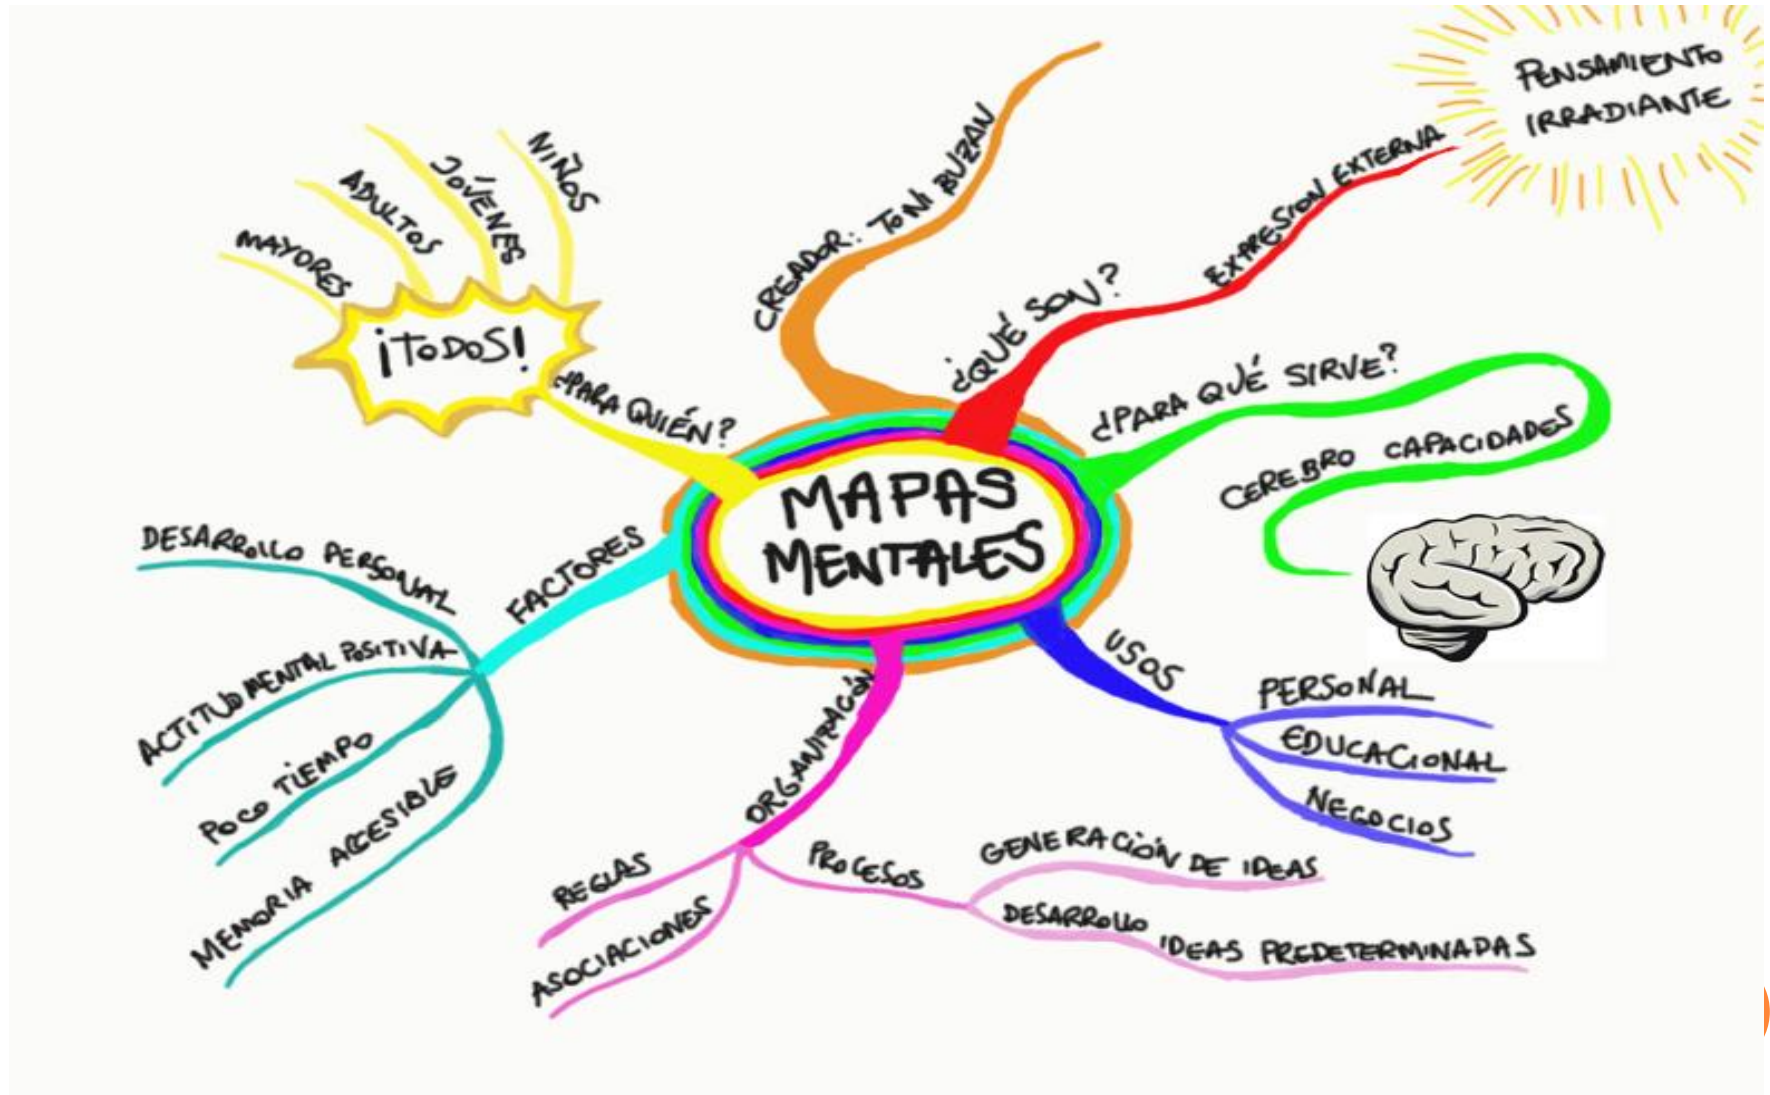 MAPAS
MENTALES
CREADOR: TONI BUZAN
¿QUÉ SON?
EXPRESION EXTERNA
PENSAMIENTO
IRRADIANTE
¿PARA QUÉ SIRVE?
CEREBRO CAPACIDADES
USOS
PERSONAL
EDUCACIONAL
NEGOCIOS
ORGANIZACIÓN
PROCESOS
GENERACIÓN DE IDEAS
DESARROLLO IDEAS PREDETERMINADAS
ASOCIACIONES
REGLAS
FACTORES
DESARROLLO PERSONAL
ACTITUD MENTAL POSITIVA
POCO TIEMPO
MEMORIA ACCESIBLE
¿PARA QUIÉN?
¡TODOS!
MAYORES
ADULTOS
JÓVENES
NIÑOS